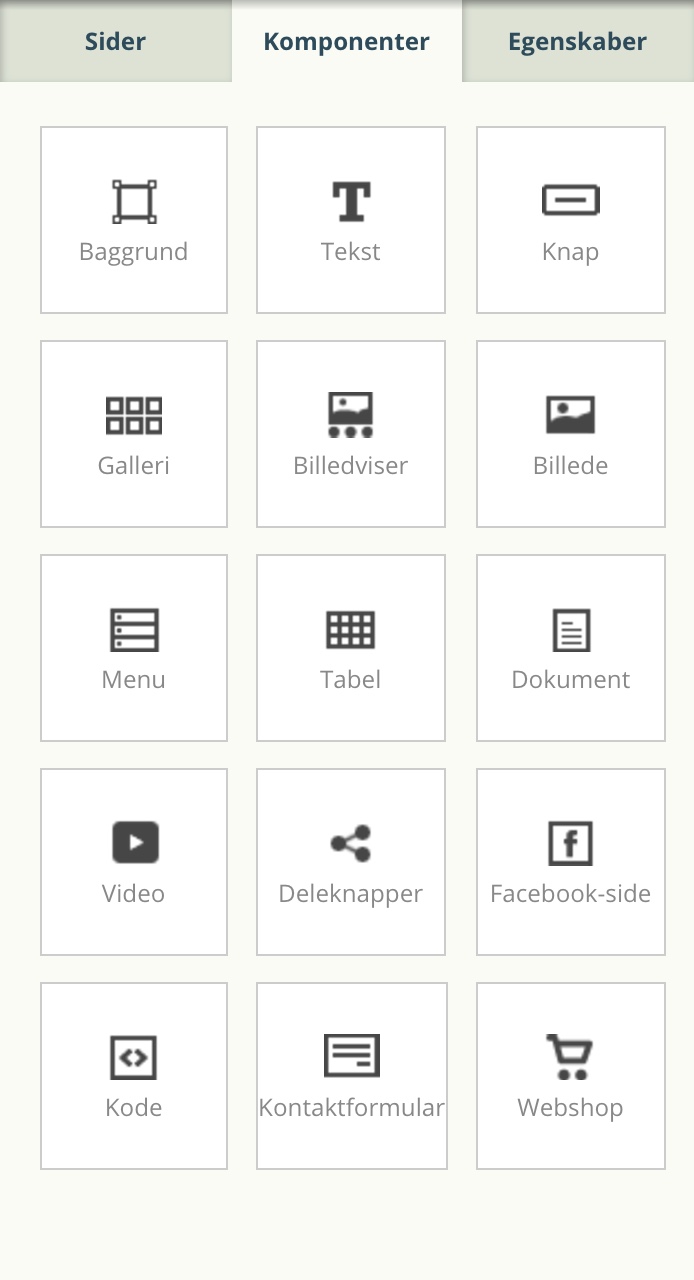 Sider
Komponenter
Egenskaber
Baggrund
Tekst
Knap
Galleri
Billedviser
Billede
Menu
Tabel
Dokument
Video
Deleknapper
Facebook-side
Kode
Kontaktformular
Webshop